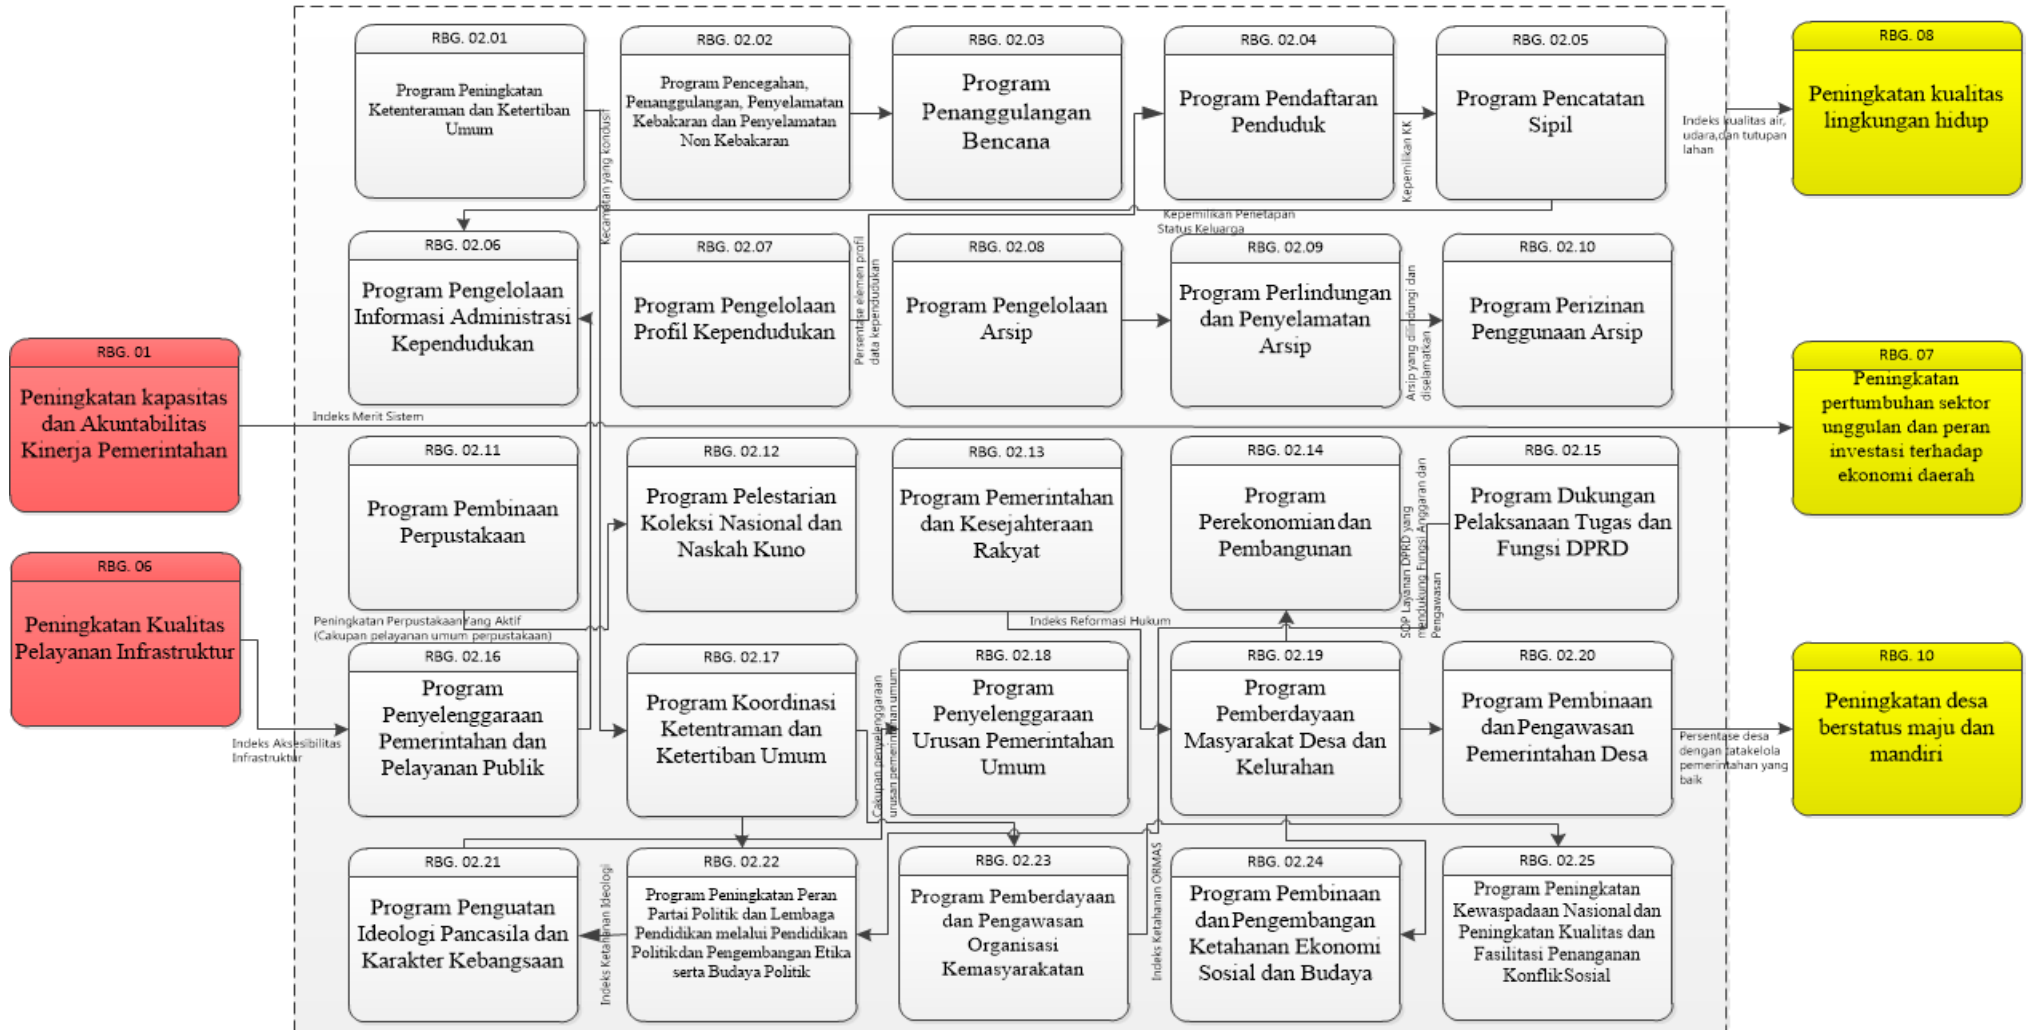 RBG. 02.01
Program Peningkatan
Ketenteraman dan Ketertiban
Umum
RBG. 02.02
Program Pencegahan,
Penanggulangan, Penyelamatan
Kebakaran dan Penyelamatan
Non Kebakaran
RBG. 02.03
Program
Penanggulangan
Bencana
RBG. 02.04
Program Pendaftaran
Penduduk
RBG. 02.05
Program Pencatatan
Sipil
RBG. 08
Peningkatan kualitas
lingkungan hidup
Kecamatan yang kondusif
Kepemilikan KK
Indeks kualitas air,
udara,dan tutupan
lahan
Kepemilikan Penetapan
Status Keluarga
RBG. 02.06
Program Pengelolaan
Informasi Administrasi
Kependudukan
RBG. 02.07
Program Pengelolaan
Profil Kependudukan
Persentase elemen profil
data kependudukan
RBG. 02.08
Program Pengelolaan
Arsip
RBG. 02.09
Program Perlindungan
dan Penyelamatan
Arsip
Arsip yang dilindungi dan
diselamatkan
RBG. 02.10
Program Perizinan
Penggunaan Arsip
RBG. 01
Peningkatan kapasitas
dan Akuntabilitas
Kinerja Pemerintahan
Indeks Merit Sistem
RBG. 07
Peningkatan
pertumbuhan sektor
unggulan dan peran
investasi terhadap
ekonomi daerah
RBG. 02.11
Program Pembinaan
Perpustakaan
RBG. 02.12
Program Pelestarian
Koleksi Nasional dan
Naskah Kuno
RBG. 02.13
Program Pemerintahan
dan Kesejahteraan
Rakyat
RBG. 02.14
Program
Perekonomian dan
Pembangunan
SOP Layanan DPRD yang
mendukung Fungsi Anggaran dan
Pengawasan
RBG. 02.15
Program Dukungan
Pelaksanaan Tugas dan
Fungsi DPRD
RBG. 06
Peningkatan Kualitas
Pelayanan Infrastruktur
Indeks Aksesibilitas
Infrastruktur
Peningkatan Perpustakaan Yang Aktif
(Cakupan pelayanan umum perpustakaan)
Indeks Reformasi Hukum
RBG. 02.16
Program
Penyelenggaraan
Pemerintahan dan
Pelayanan Publik
RBG. 02.17
Program Koordinasi
Ketentraman dan
Ketertiban Umum
Cakupan penyelenggaraan
urusan pemerintahan umum
RBG. 02.18
Program
Penyelenggaraan
Urusan Pemerintahan
Umum
RBG. 02.19
Program
Pemberdayaan
Masyarakat Desa dan
Kelurahan
RBG. 02.20
Program Pembinaan
dan Pengawasan
Pemerintahan Desa
Persentase desa
dengan tatakelola
pemerintahan yang
baik
RBG. 10
Peningkatan desa
berstatus maju dan
mandiri
RBG. 02.21
Program Penguatan
Ideologi Pancasila dan
Karakter Kebangsaan
Indeks Ketahanan Ideologi
RBG. 02.22
Program Peningkatan Peran
Partai Politik dan Lembaga
Pendidikan melalui Pendidikan
Politik dan Pengembangan Etika
serta Budaya Politik
RBG. 02.23
Program Pemberdayaan
dan Pengawasan
Organisasi
Kemasyarakatan
Indeks Ketahanan ORMAS
RBG. 02.24
Program Pembinaan
dan Pengembangan
Ketahanan Ekonomi
Sosial dan Budaya
RBG. 02.25
Program Peningkatan
Kewaspadaan Nasional dan
Peningkatan Kualitas dan
Fasilitasi Penanganan
Konflik Sosial